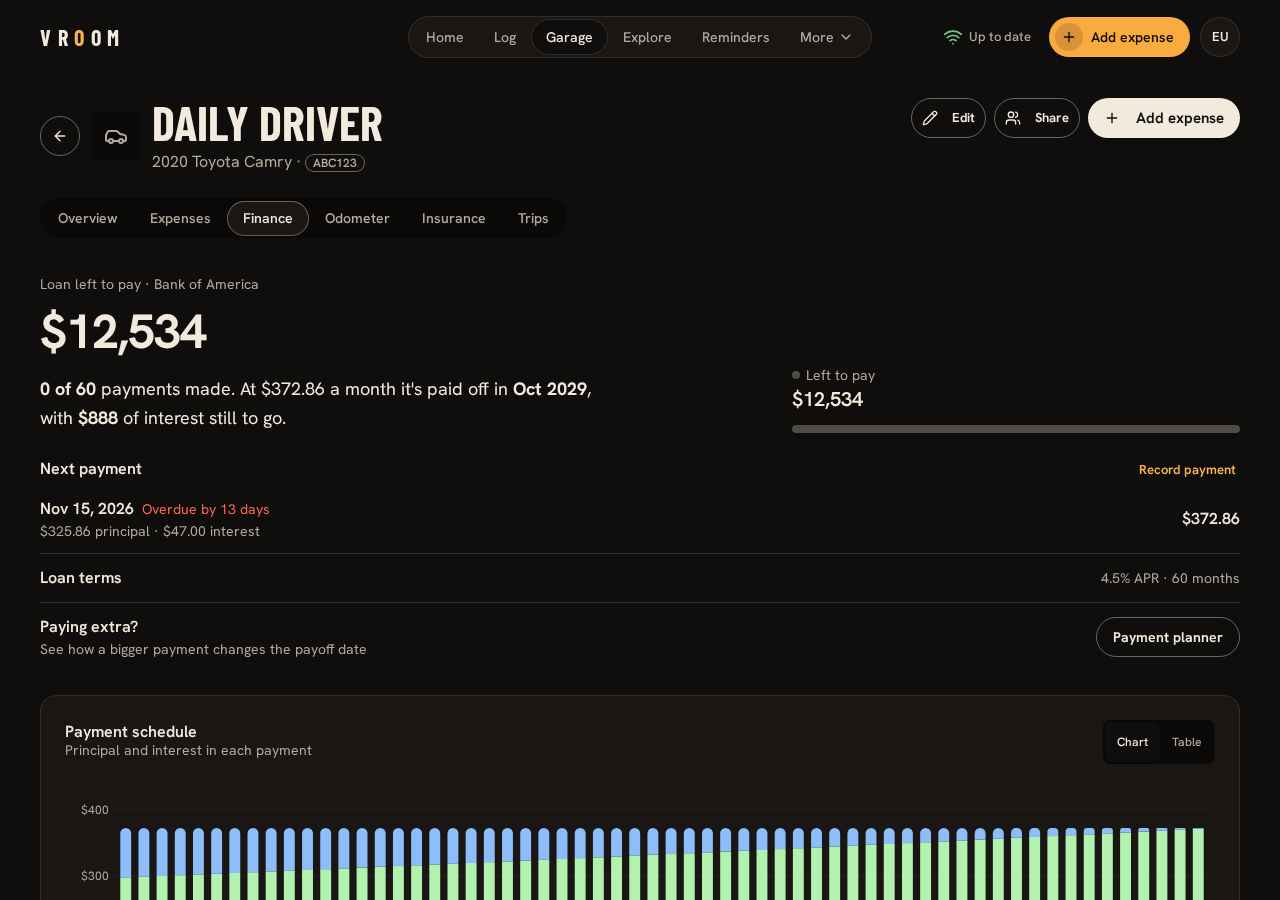 VROOM
Home
Log
Garage
Explore
Reminders
More
Up to date
Add expense
EU
DAILY DRIVER
2020 Toyota Camry · ABC123
Edit
Share
Add expense
Overview
Expenses
Finance
Odometer
Insurance
Trips
Loan left to pay · Bank of America
$12,534
0 of 60 payments made. At $372.86 a month it's paid off in Oct 2029,
with $888 of interest still to go.
Left to pay
$12,534
Next payment
Record payment
Nov 15, 2026 Overdue by 13 days
$325.86 principal · $47.00 interest
$372.86
Loan terms
4.5% APR · 60 months
Paying extra?
See how a bigger payment changes the payoff date
Payment planner
Payment schedule
Principal and interest in each payment
Chart
Table
$400
$300